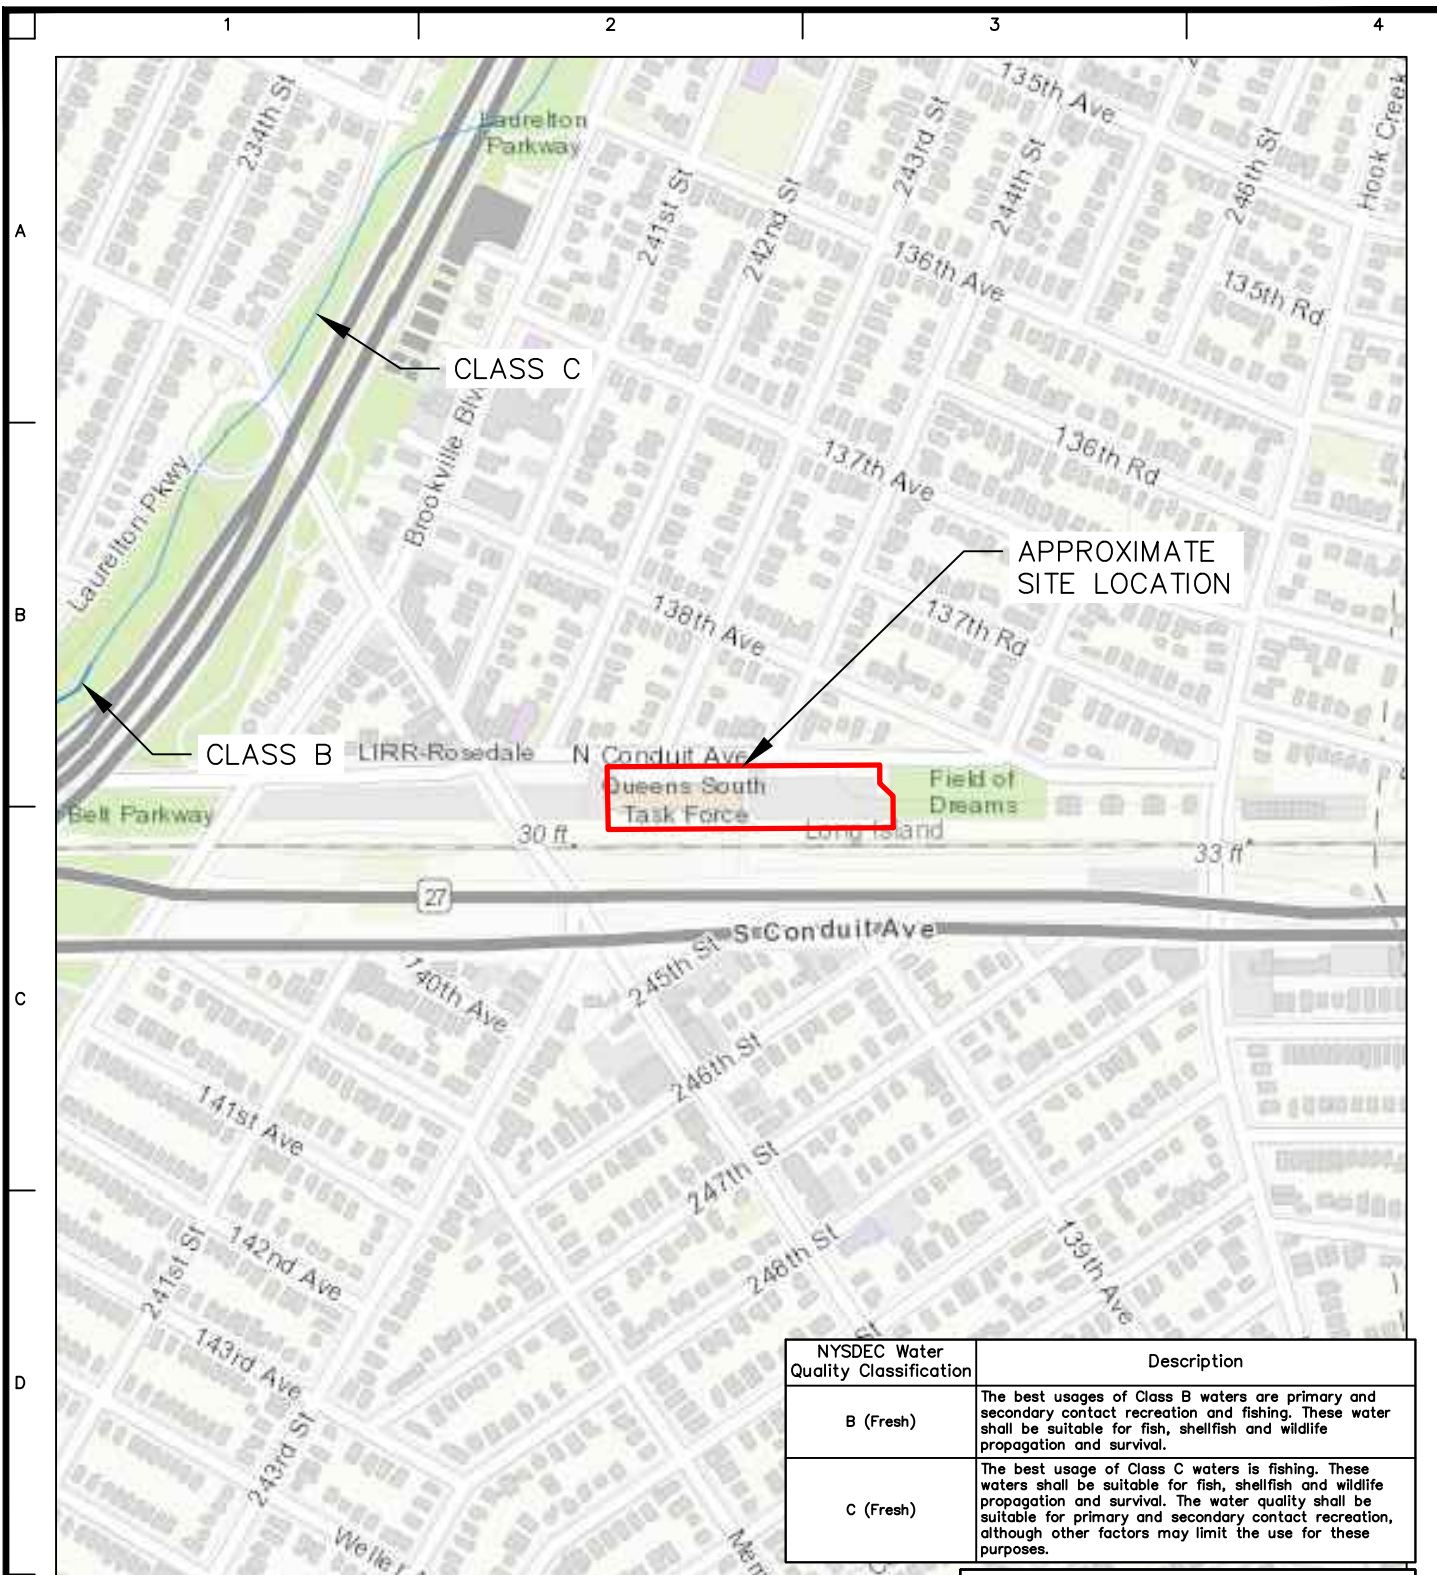 1
2
3
4
A
B
C
D
234th St
Laurelton
Parkway
241st St
242nd St
243rd St
135th Ave
244th St
246th St
Hook Creek
136th Ave
135th Rd
CLASS C
Brookville Blv
137th Ave
136th Rd
Laurelton Pkwy
APPROXIMATE
SITE LOCATION
138th Ave
137th Rd
CLASS B
LIRR-Rosedale
N Conduit Ave
Queens South
Task Force
Field of
Dreams
Belt Parkway
30 ft
Long Island
33 ft
27
S Conduit Ave
140th Ave
245th St
246th St
141st Ave
247th St
241st St
142nd Ave
248th St
139th Ave
143rd Ave
243rd St
St
Weller
NYSDEC Water
Quality Classification
Description
B (Fresh)
The best usages of Class B waters are primary and
secondary contact recreation and fishing. These water
shall be suitable for fish, shellfish and wildlife
propagation and survival.
C (Fresh)
The best usage of Class C waters is fishing. These
waters shall be suitable for fish, shellfish and wildlife
propagation and survival. The water quality shall be
suitable for primary and secondary contact recreation,
although other factors may limit the use for these
purposes.